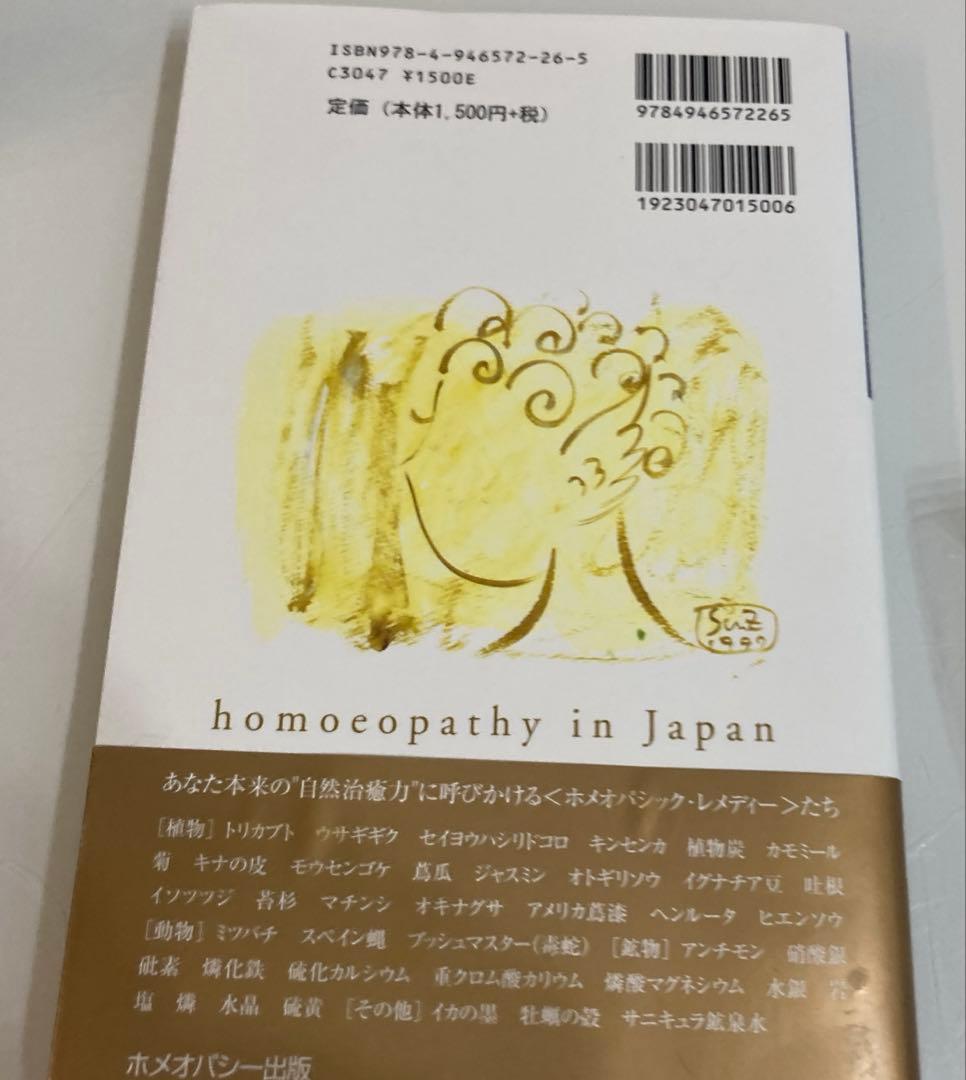 ISBN978-4-946572-26-5
C3047 ¥1500E
定価（本体1,500円+税）
9784946572265
1923047015006
SuZ
1997
homoeopathy in Japan
あなた本来の"自然治癒力"に呼びかける<ホメオパシック・レメディー>たち
[植物] トリカブト ウサギギク セイヨウハシリドコロ キンセンカ 植物炭 カモミール
菊 キナの皮 モウセンゴケ 蔦瓜 ジャスミン オトギリソウ イグナチア豆 吐根
イソツツジ 苔杉 マチンシ オキナグサ アメリカ蔦漆 ヘンルータ ヒエンソウ
[動物] ミツバチ スペイン蝿 ブッシュマスター（毒蛇） [鉱物] アンチモン 硝酸銀
砒素 燐化鉄 硫化カルシウム 重クロム酸カリウム 燐酸マグネシウム 水銀 岩
塩 燐 水晶 硫黄 [その他] イカの墨 牡蠣の殻 サニキュラ鉱泉水
ホメオパシー出版